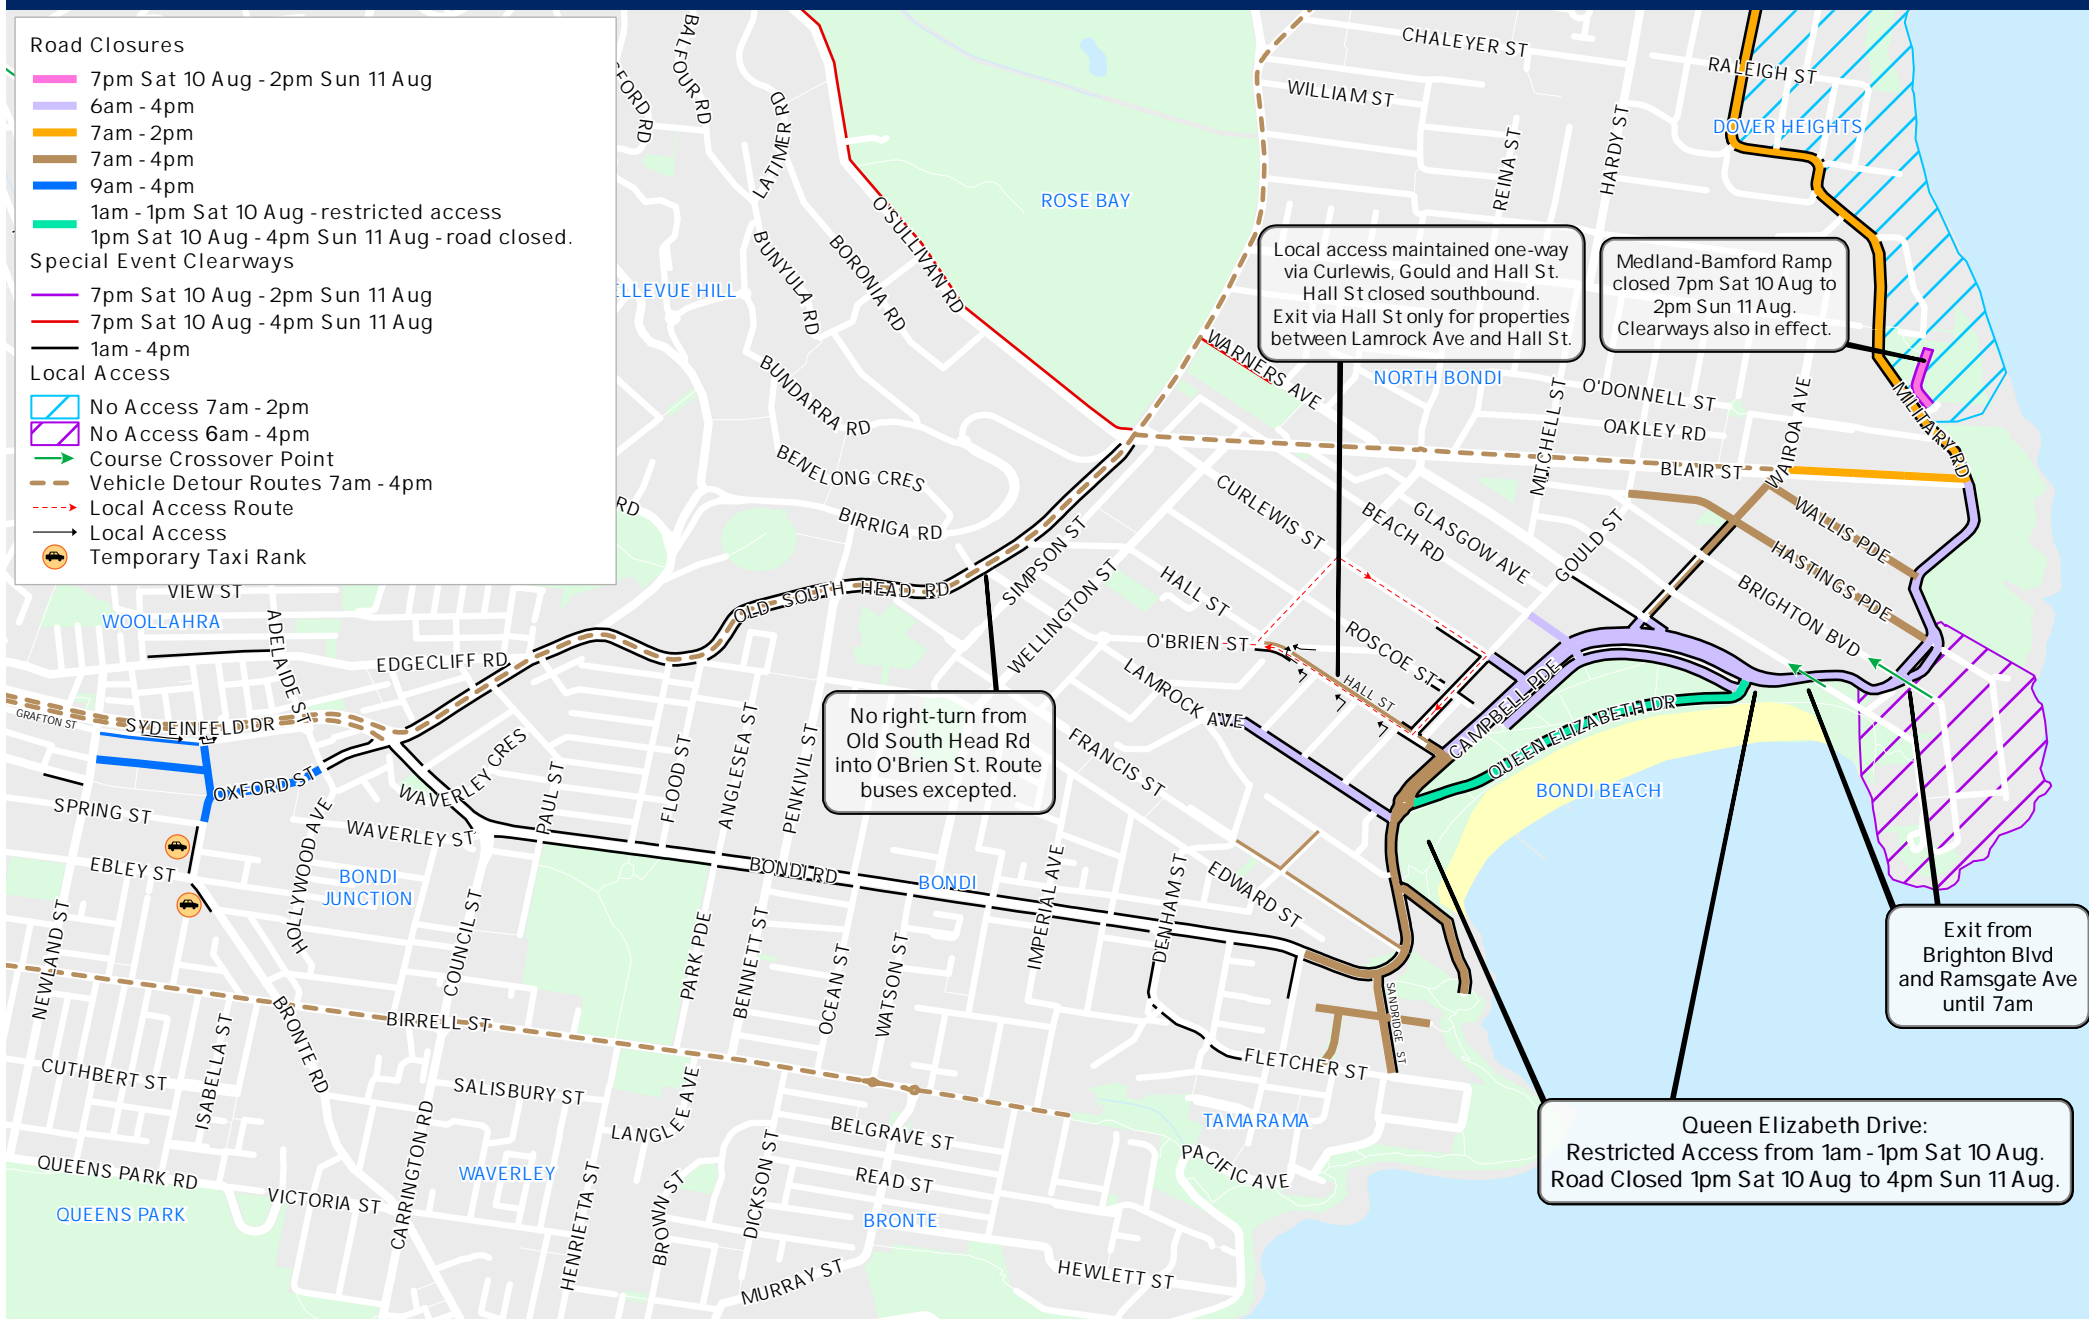 Road Closures
7pm Sat 10 Aug - 2pm Sun 11 Aug
6am - 4pm
7am - 2pm
7am - 4pm
9am - 4pm
1am - 1pm Sat 10 Aug - restricted access
1pm Sat 10 Aug - 4pm Sun 11 Aug - road closed.
Special Event Clearways
7pm Sat 10 Aug - 2pm Sun 11 Aug
7pm Sat 10 Aug - 4pm Sun 11 Aug
1am - 4pm
Local Access
No Access 7am - 2pm
No Access 6am - 4pm
Course Crossover Point
Vehicle Detour Routes 7am - 4pm
Local Access Route
Local Access
Temporary Taxi Rank
BALFOUR RD
LATIMER RD
O'SULLIVAN RD
BORONIA RD
BUNYULA RD
BUNDARRA RD
BENELONG CRES
BIRRIGA RD
RD
ROSE BAY
CHALEYER ST
WILLIAM ST
REINA ST
HARDY ST
RALEIGH ST
DOVER HEIGHTS
Local access maintained one-way
via Curlewis, Gould and Hall St.
Hall St closed southbound.
Exit via Hall St only for properties
between Lamrock Ave and Hall St.
Medland-Bamford Ramp
closed 7pm Sat 10 Aug to
2pm Sun 11 Aug.
Clearways also in effect.
WARNERS AVE
NORTH BONDI
MITCHELL ST
O'DONNELL ST
OAKLEY RD
BLAIR ST
WAIROA AVE
MILITARY RD
WALLIS PDE
HASTINGS PDE
BRIGHTON BVD
CURLEWIS ST
BEACH RD
GLASGOW AVE
GOULD ST
HALL ST
O'BRIEN ST
ROSCOE ST
HALL ST
LAMROCK AVE
CAMPBELL PDE
QUEEN ELIZABETH DR
BONDI BEACH
SIMPSON ST
WELLINGTON ST
OLD SOUTH HEAD RD
VIEW ST
WOOLLAHRA
ADELAIDE ST
EDGECLIFF RD
GRAFTON ST
SYD EINFELD DR
OXFORD ST
SPRING ST
EBLEY ST
HOLLYWOOD AVE
WAVERLEY CRES
WAVERLEY ST
PAUL ST
FLOOD ST
ANGLESEA ST
PENKIVIL ST
No right-turn from
Old South Head Rd
into O'Brien St. Route
buses excepted.
FRANCIS ST
BONDI
JUNCTION
BONDI RD
BONDI
IMPERIAL AVE
DENHAM ST
EDWARD ST
NEWLAND ST
COUNCIL ST
PARK PDE
BENNETT ST
OCEAN ST
WATSON ST
SANDRIDGE ST
Exit from
Brighton Blvd
and Ramsgate Ave
until 7am
BIRRELL ST
BRONTE RD
ISABELLA ST
CUTHBERT ST
SALISBURY ST
LANGLEE AVE
FLETCHER ST
TAMARAMA
PACIFIC AVE
BELGRAVE ST
READ ST
BRONTE
QUEENS PARK RD
QUEENS PARK
VICTORIA ST
CARRINGTON RD
WAVERLEY
HENRIETTA ST
BROWN ST
DICKSON ST
MURRAY ST
HEWLETT ST
Queen Elizabeth Drive:
Restricted Access from 1am - 1pm Sat 10 Aug.
Road Closed 1pm Sat 10 Aug to 4pm Sun 11 Aug.